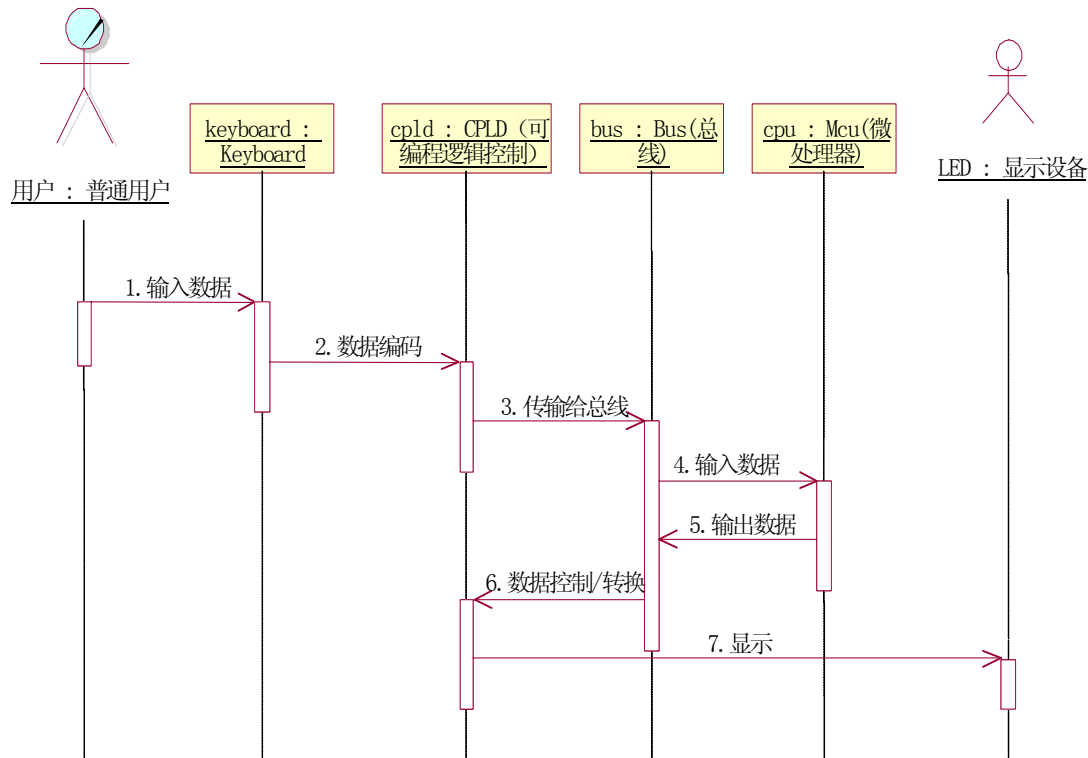 keyboard :
Keyboard
cpld : CPLD (可
编程逻辑控制)
bus : Bus(总
线)
cpu : Mcu(微
处理器)
用户 : 普通用户
LED : 显示设备
1.输入数据
2.数据编码
3.传输给总线
4.输入数据
5.输出数据
6.数据控制/转换
7.显示